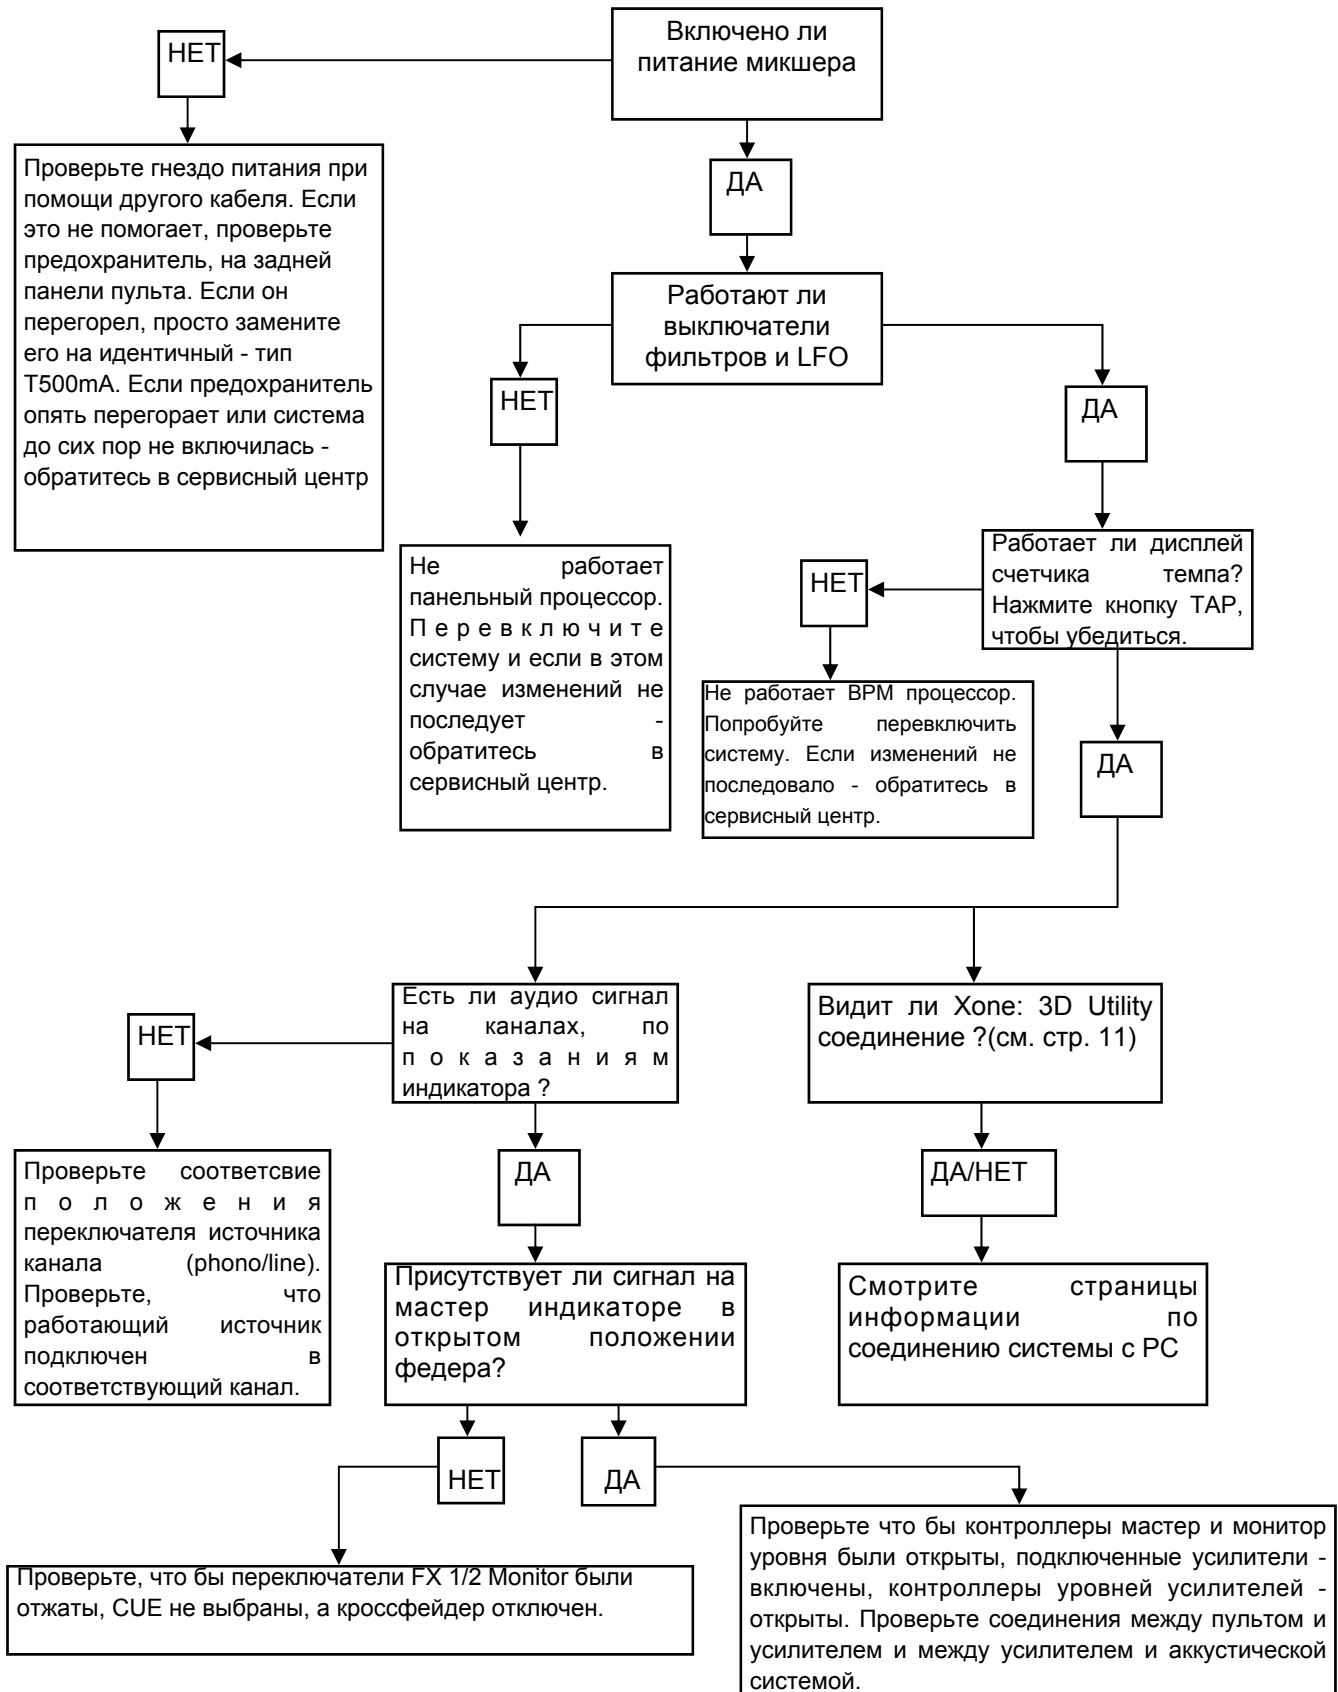 Включено ли
питание микшера
НЕТ
ДА
Проверьте гнездо питания при
помощи другого кабеля. Если
это не помогает, проверьте
предохранитель, на задней
панели пульта. Если он
перегорел, просто замените
его на идентичный - тип
T500mA. Если предохранитель
опять перегорает или система
до сих пор не включилась -
обратитесь в сервисный центр
Работают ли
выключатели
фильтров и LFO
НЕТ
ДА
Не работает
панельный процессор.
Перевключите
систему и если в этом
случае изменений не
последует -
обратитесь в
сервисный центр.
Работает ли дисплей
счетчика темпа?
Нажмите кнопку TAP,
чтобы убедиться.
НЕТ
Не работает BPM процессор.
Попробуйте перевключить
систему. Если изменений не
последовало - обратитесь в
сервисный центр.
ДА
Есть ли аудио сигнал
на каналах, по
показаниям
индикатора ?
Видит ли Xone: 3D Utility
соединение ?(см. стр. 11)
НЕТ
ДА
ДА/НЕТ
Проверьте соответсвие
положения
переключателя источника
канала (phono/line).
Проверьте, что
работающий источник
подключен в
соответствующий канал.
Присутствует ли сигнал на
мастер индикаторе в
открытом положении
федера?
Смотрите страницы
информации по
соединению системы с PC
НЕТ
ДА
Проверьте, что бы переключатели FX 1/2 Monitor были
отжаты, CUE не выбраны, а кроссфейдер отключен.
Проверьте что бы контроллеры мастер и монитор
уровня были открыты, подключенные усилители -
включены, контроллеры уровней усилителей -
открыты. Проверьте соединения между пультом и
усилителем и между усилителем и аккустической
системой.